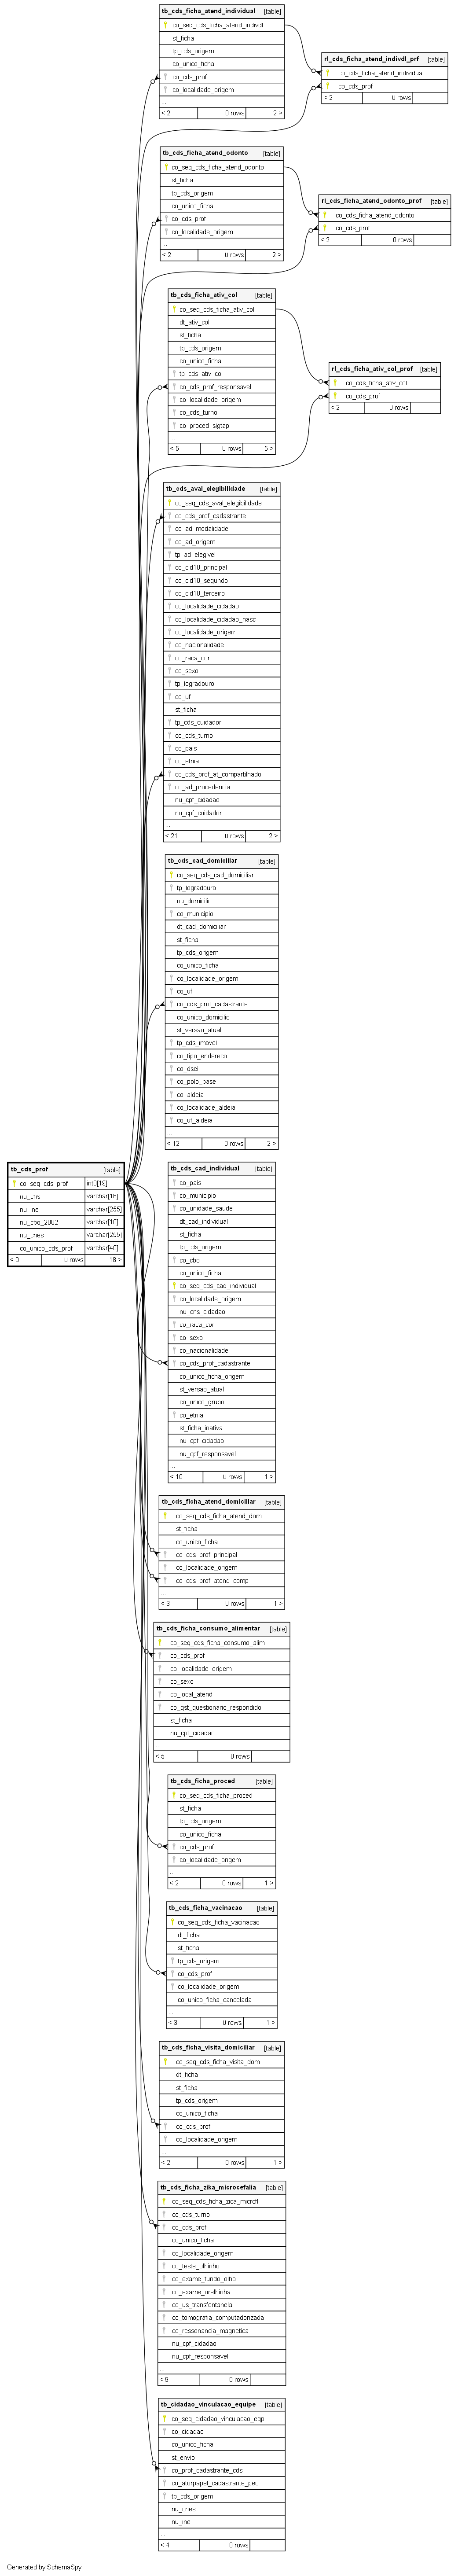 tb_cds_ficha_atend_individual [table]
co_seq_cds_ficha_atend_individl
st_ficha
tp_cds_origem
co_unico_ficha
co_cds_prof
co_localidade_origem
...
< 2 0 rows 2 >
rl_cds_ficha_atend_indivdl_prf [table]
co_cds_ficha_atend_individual
co_cds_prof
< 2 0 rows
tb_cds_ficha_atend_odonto [table]
co_seq_cds_ficha_atend_odonto
st_ficha
tp_cds_origem
co_unico_ficha
co_cds_prof
co_localidade_origem
...
< 2 0 rows 2 >
rl_cds_ficha_atend_odonto_prof [table]
co_cds_ficha_atend_odonto
co_cds_prof
< 2 0 rows
tb_cds_ficha_ativ_col [table]
co_seq_cds_ficha_ativ_col
dt_ativ_col
st_ficha
tp_cds_origem
co_unico_ficha
tp_cds_ativ_col
co_cds_prof_responsavel
co_localidade_origem
co_cds_turno
co_proced_sigtap
...
< 5 0 rows 5 >
rl_cds_ficha_ativ_col_prof [table]
co_cds_ficha_ativ_col
co_cds_prof
< 2 0 rows
tb_cds_aval_elegibilidade [table]
co_seq_cds_aval_elegibilidade
co_cds_prof_cadastrante
co_ad_modalidade
co_ad_origem
tp_ad_elegivel
co_cid10_principal
co_cid10_segundo
co_cid10_terceiro
co_localidade_cidadao
co_localidade_cidadao_nasc
co_localidade_origem
co_nacionalidade
co_raca_cor
co_sexo
tp_logradouro
co_uf
st_ficha
tp_cds_cuidador
co_cds_turno
co_pais
co_etnia
co_cds_prof_at_compartilhado
co_ad_procedencia
nu_cpf_cidadao
nu_cpf_cuidador
...
< 21 0 rows 2 >
tb_cds_cad_domiciliar [table]
co_seq_cds_cad_domiciliar
tp_logradouro
nu_domicilio
co_municipio
dt_cad_domiciliar
st_ficha
tp_cds_origem
co_unico_ficha
co_localidade_origem
co_uf
co_cds_prof_cadastrante
co_unico_domicilio
st_versao_atual
tp_cds_imovel
co_tipo_endereco
co_dsei
co_polo_base
co_aldeia
co_localidade_aldeia
co_uf_aldeia
...
< 12 0 rows 2 >
tb_cds_prof [table]
co_seq_cds_prof int8[19]
nu_cns varchar[16]
nu_ine varchar[255]
nu_cbo_2002 varchar[10]
nu_cnes varchar[255]
co_unico_cds_prof varchar[40]
< 0 0 rows 18 >
tb_cds_cad_individual [table]
co_pais
co_municipio
co_unidade_saude
dt_cad_individual
st_ficha
tp_cds_origem
co_cbo
co_unico_ficha
co_seq_cds_cad_individual
co_localidade_origem
nu_cns_cidadao
co_raca_cor
co_sexo
co_nacionalidade
co_cds_prof_cadastrante
co_unico_ficha_origem
st_versao_atual
co_unico_grupo
co_etnia
st_ficha_inativa
nu_cpf_cidadao
nu_cpf_responsavel
...
< 10 0 rows 1 >
tb_cds_ficha_atend_domiciliar [table]
co_seq_cds_ficha_atend_dom
st_ficha
co_unico_ficha
co_cds_prof_principal
co_localidade_origem
co_cds_prof_atend_comp
...
< 3 0 rows 1 >
tb_cds_ficha_consumo_alimentar [table]
co_seq_cds_ficha_consumo_alim
co_cds_prof
co_localidade_origem
co_sexo
co_local_atend
co_qst_questionario_respondido
st_ficha
nu_cpf_cidadao
...
< 5 0 rows
tb_cds_ficha_proced [table]
co_seq_cds_ficha_proced
st_ficha
tp_cds_origem
co_unico_ficha
co_cds_prof
co_localidade_origem
...
< 2 0 rows 1 >
tb_cds_ficha_vacinacao [table]
co_seq_cds_ficha_vacinacao
dt_ficha
st_ficha
tp_cds_origem
co_cds_prof
co_localidade_origem
co_unico_ficha_cancelada
...
< 3 0 rows 1 >
tb_cds_ficha_visita_domiciliar [table]
co_seq_cds_ficha_visita_dom
dt_ficha
st_ficha
tp_cds_origem
co_unico_ficha
co_cds_prof
co_localidade_origem
...
< 2 0 rows 1 >
tb_cds_ficha_zika_microcefalia [table]
co_seq_cds_ficha_zica_microcfl
co_cds_turno
co_cds_prof
co_unico_ficha
co_localidade_origem
co_teste_olhinho
co_exame_fundo_olho
co_exame_orelhinha
co_us_transfontanela
co_tomografia_computadorizada
co_ressonancia_magnetica
nu_cpf_cidadao
nu_cpf_responsavel
...
< 9 0 rows
tb_cidadao_vinculacao_equipe [table]
co_seq_cidadao_vinculacao_eqp
co_cidadao
co_unico_ficha
st_envio
co_prof_cadastrante_cds
co_atorpapel_cadastrante_pec
tp_cds_origem
nu_cnes
nu_ine
...
< 4 0 rows
Generated by SchemaSpy